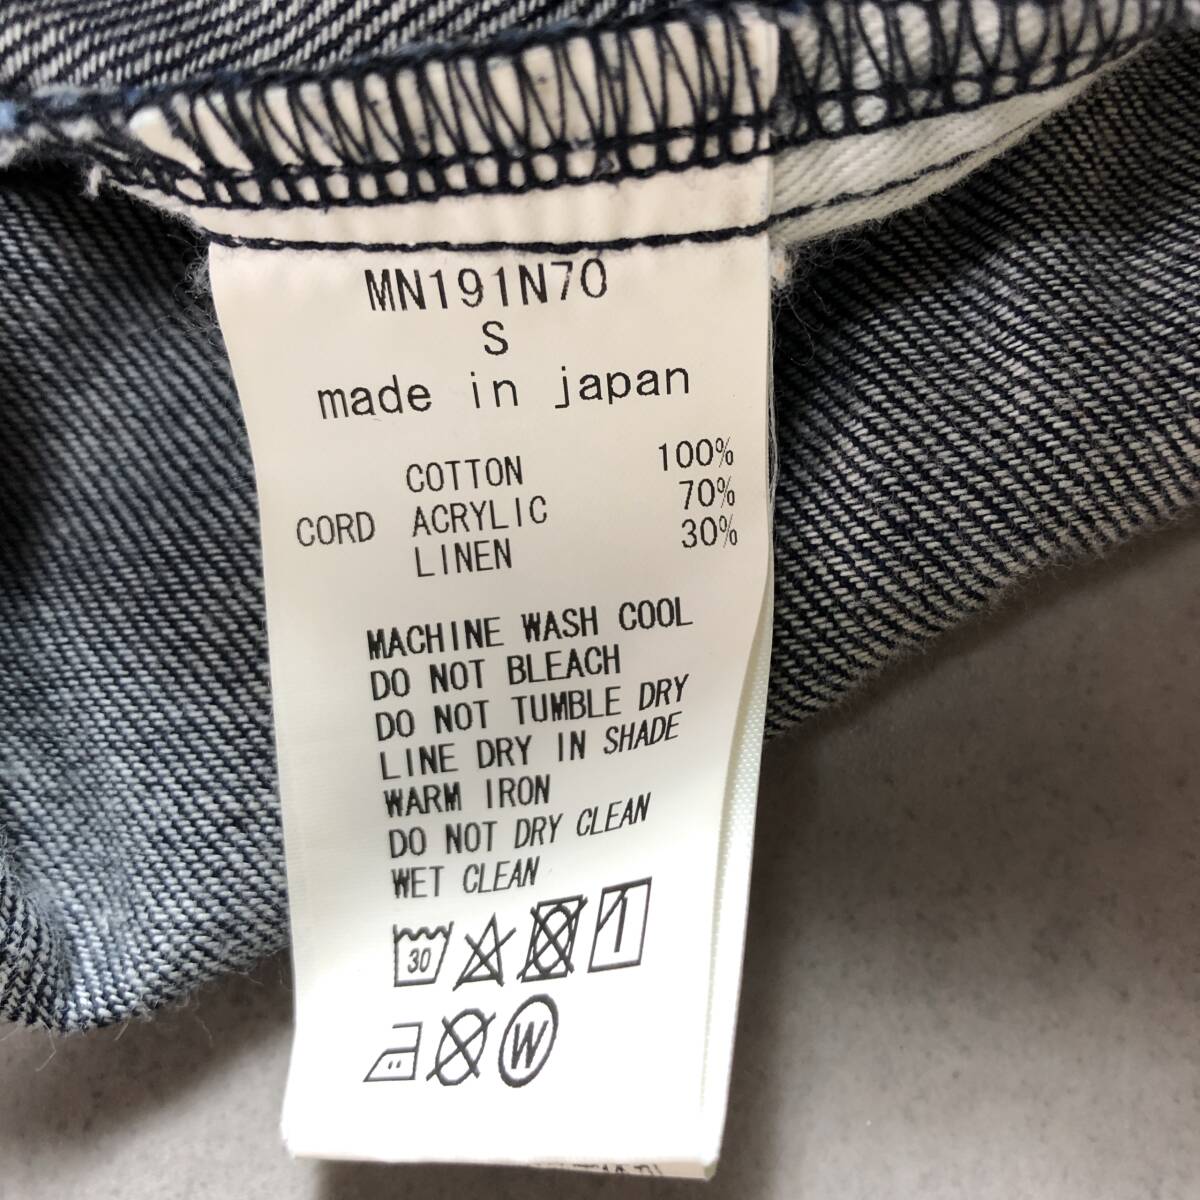 MN191N70
S
made in japan
COTTON 100%
CORD ACRYLIC 70%
LINEN 30%
MACHINE WASH COOL
DO NOT BLEACH
DO NOT TUMBLE DRY
LINE DRY IN SHADE
WARM IRON
DO NOT DRY CLEAN
WET CLEAN
30
W